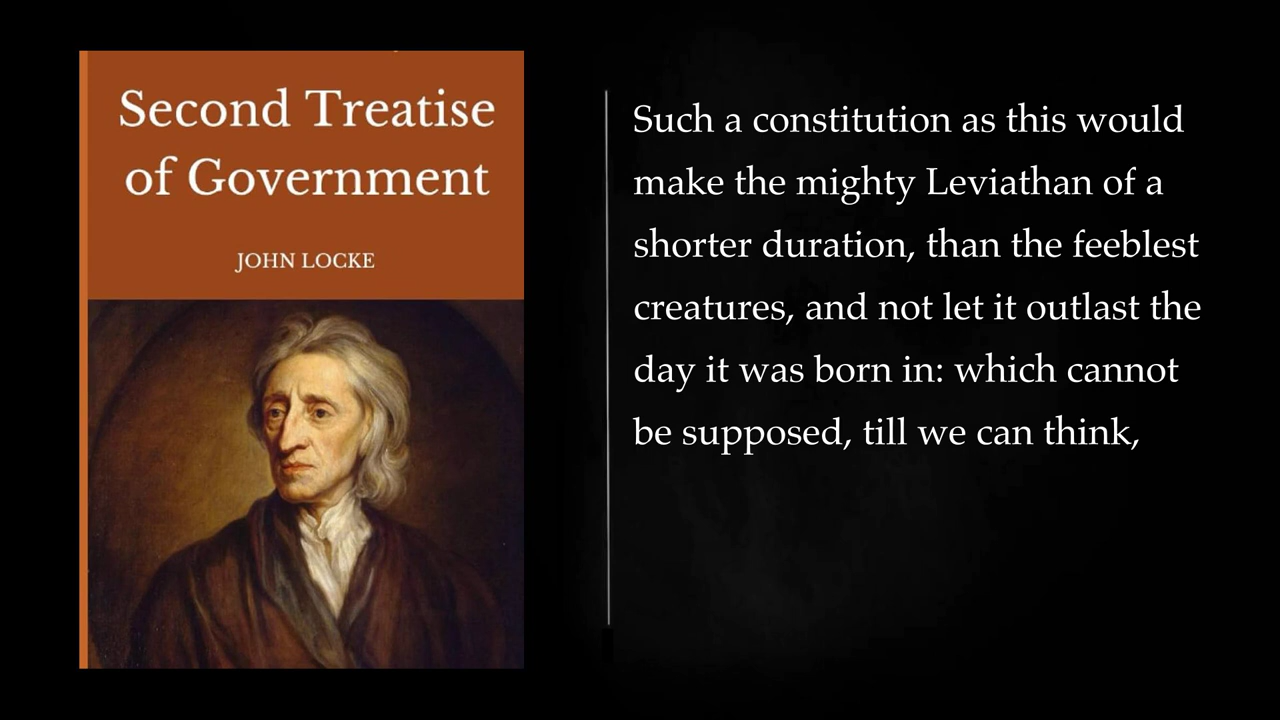 Second Treatise
of Government
JOHN LOCKE
Such a constitution as this would
make the mighty Leviathan of a
shorter duration, than the feeblest
creatures, and not let it outlast the
day it was born in: which cannot
be supposed, till we can think,